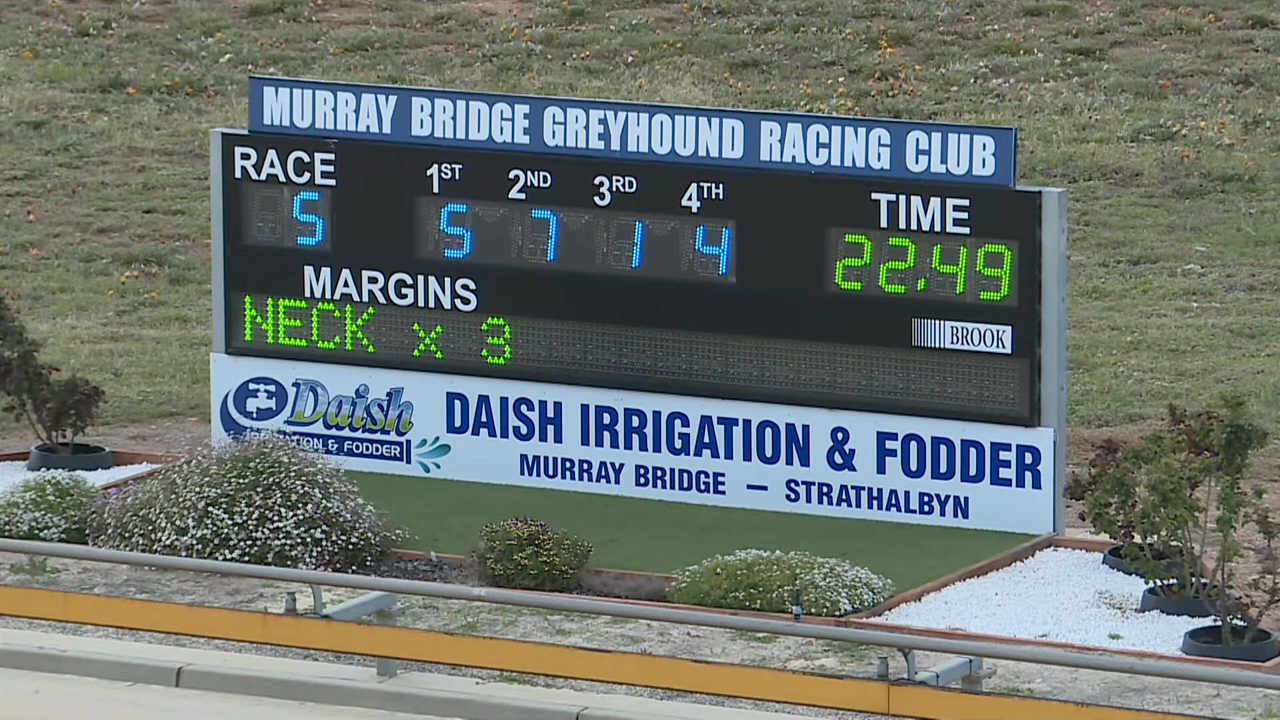 MURRAY BRIDGE GREYHOUND RACING CLUB
RACE 1ST 2ND 3RD 4TH TIME
5 5 7 1 4 22.49
MARGINS
NECK x 3
BROOK
Daish
& FODDER
DAISH IRRIGATION & FODDER
MURRAY BRIDGE — STRATHALBYN